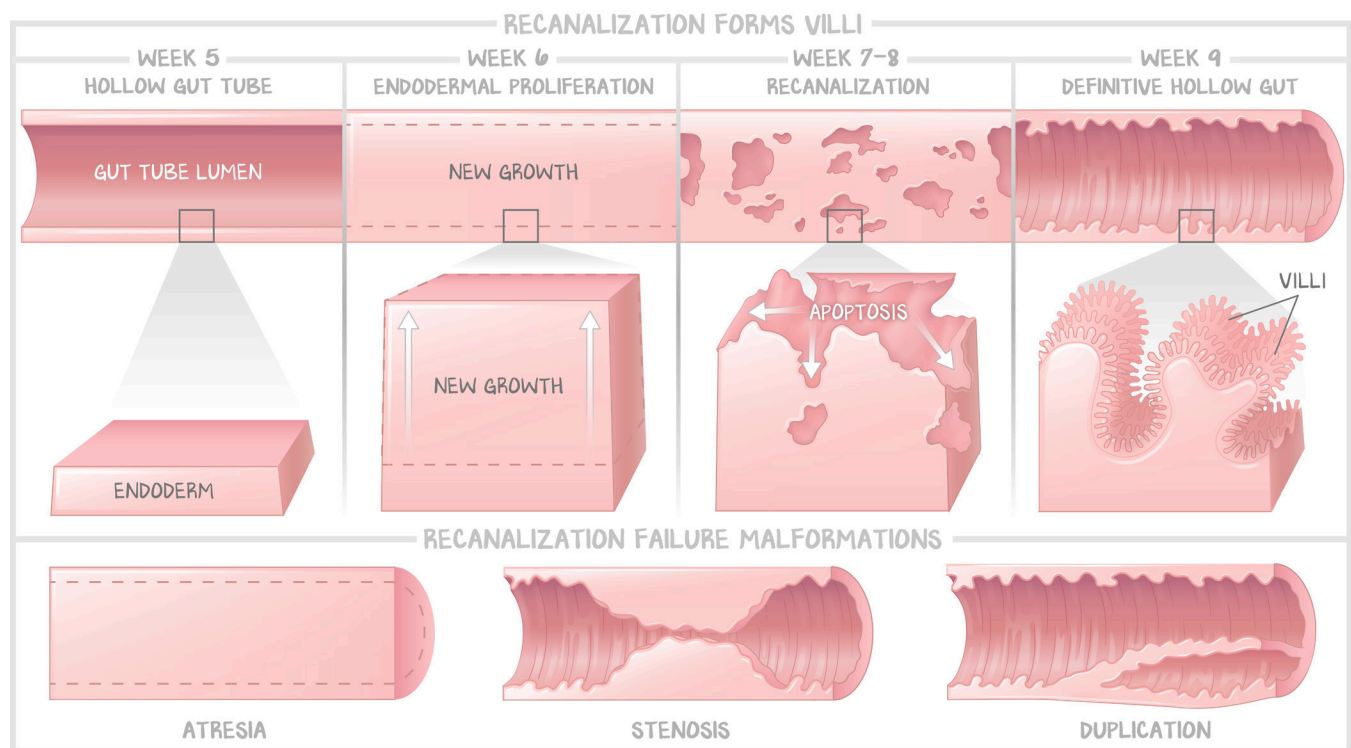 RECANALIZATION FORMS VILLI
WEEK 5
HOLLOW GUT TUBE
WEEK 6
ENDODERMAL PROLIFERATION
WEEK 7-8
RECANALIZATION
WEEK 9
DEFINITIVE HOLLOW GUT
GUT TUBE LUMEN
NEW GROWTH
ENDODERM
NEW GROWTH
APOPTOSIS
VILLI
RECANALIZATION FAILURE MALFORMATIONS
ATRESIA
STENOSIS
DUPLICATION